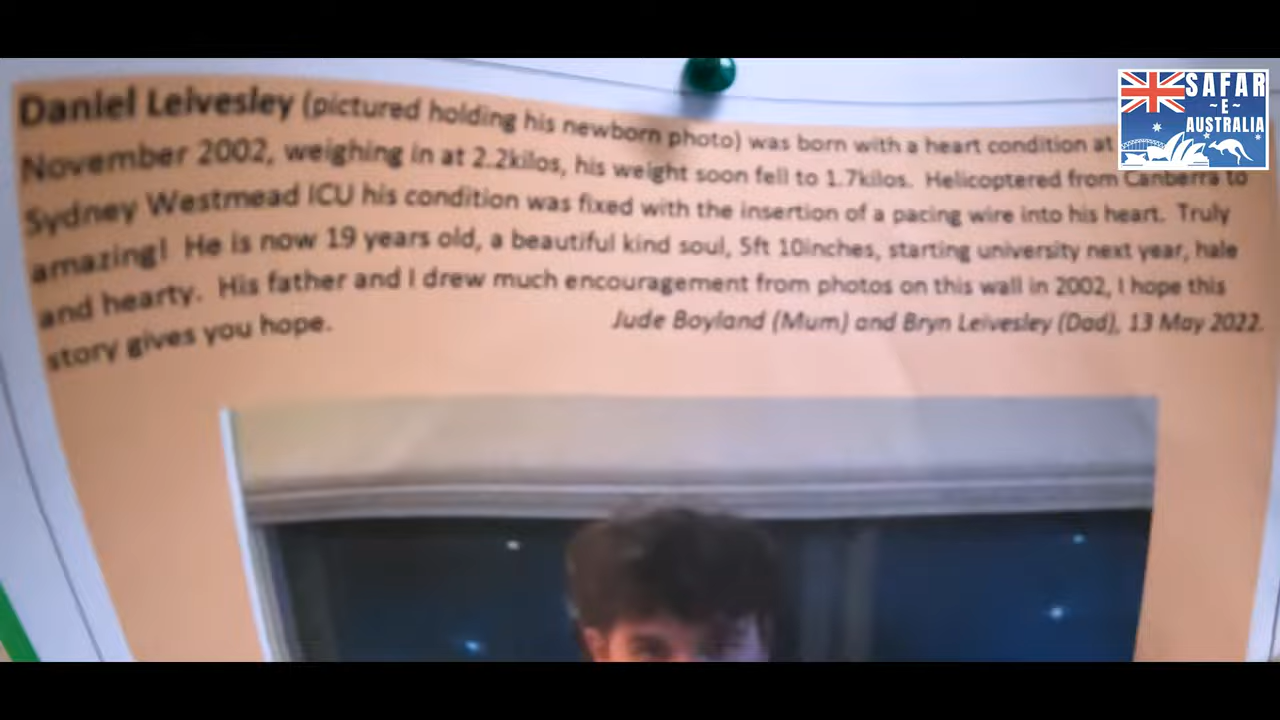 Daniel Leivesley (pictured holding his newborn photo) was born with a heart condition at
November 2002, weighing in at 2.2kilos, his weight soon fell to 1.7kilos. Helicoptered from Canberra to
Sydney Westmead ICU his condition was fixed with the insertion of a pacing wire into his heart. Truly
amazing! He is now 19 years old, a beautiful kind soul, 5ft 10inches, starting university next year, hale
and hearty. His father and I drew much encouragement from photos on this wall in 2002, I hope this
story gives you hope.
Jude Boyland (Mum) and Bryn Leivesley (Dad), 13 May 2022.
SAFAR
~E~
AUSTRALIA